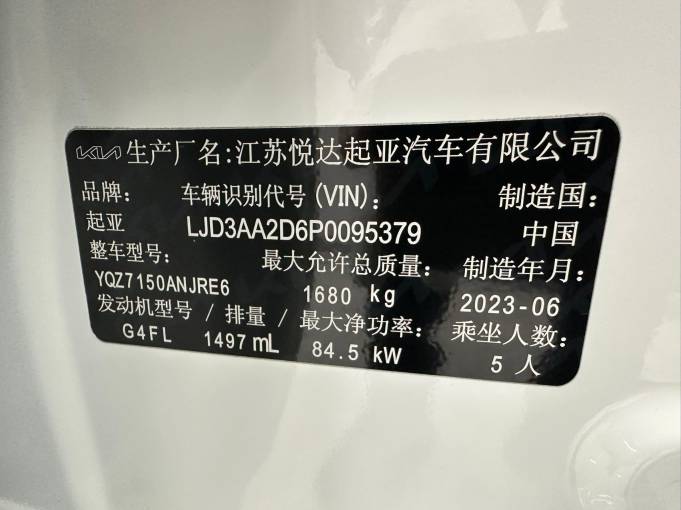 KIA 生产厂名:江苏悦达起亚汽车有限公司
品牌: 车辆识别代号(VIN): 制造国:
起亚 LJD3AA2D6P0095379 中国
整车型号: 最大允许总质量: 制造年月:
YQZ7150ANJRE6 1680 kg 2023-06
发动机型号/排量/最大净功率: 乘坐人数:
G4FL 1497 mL 84.5 kW 5人